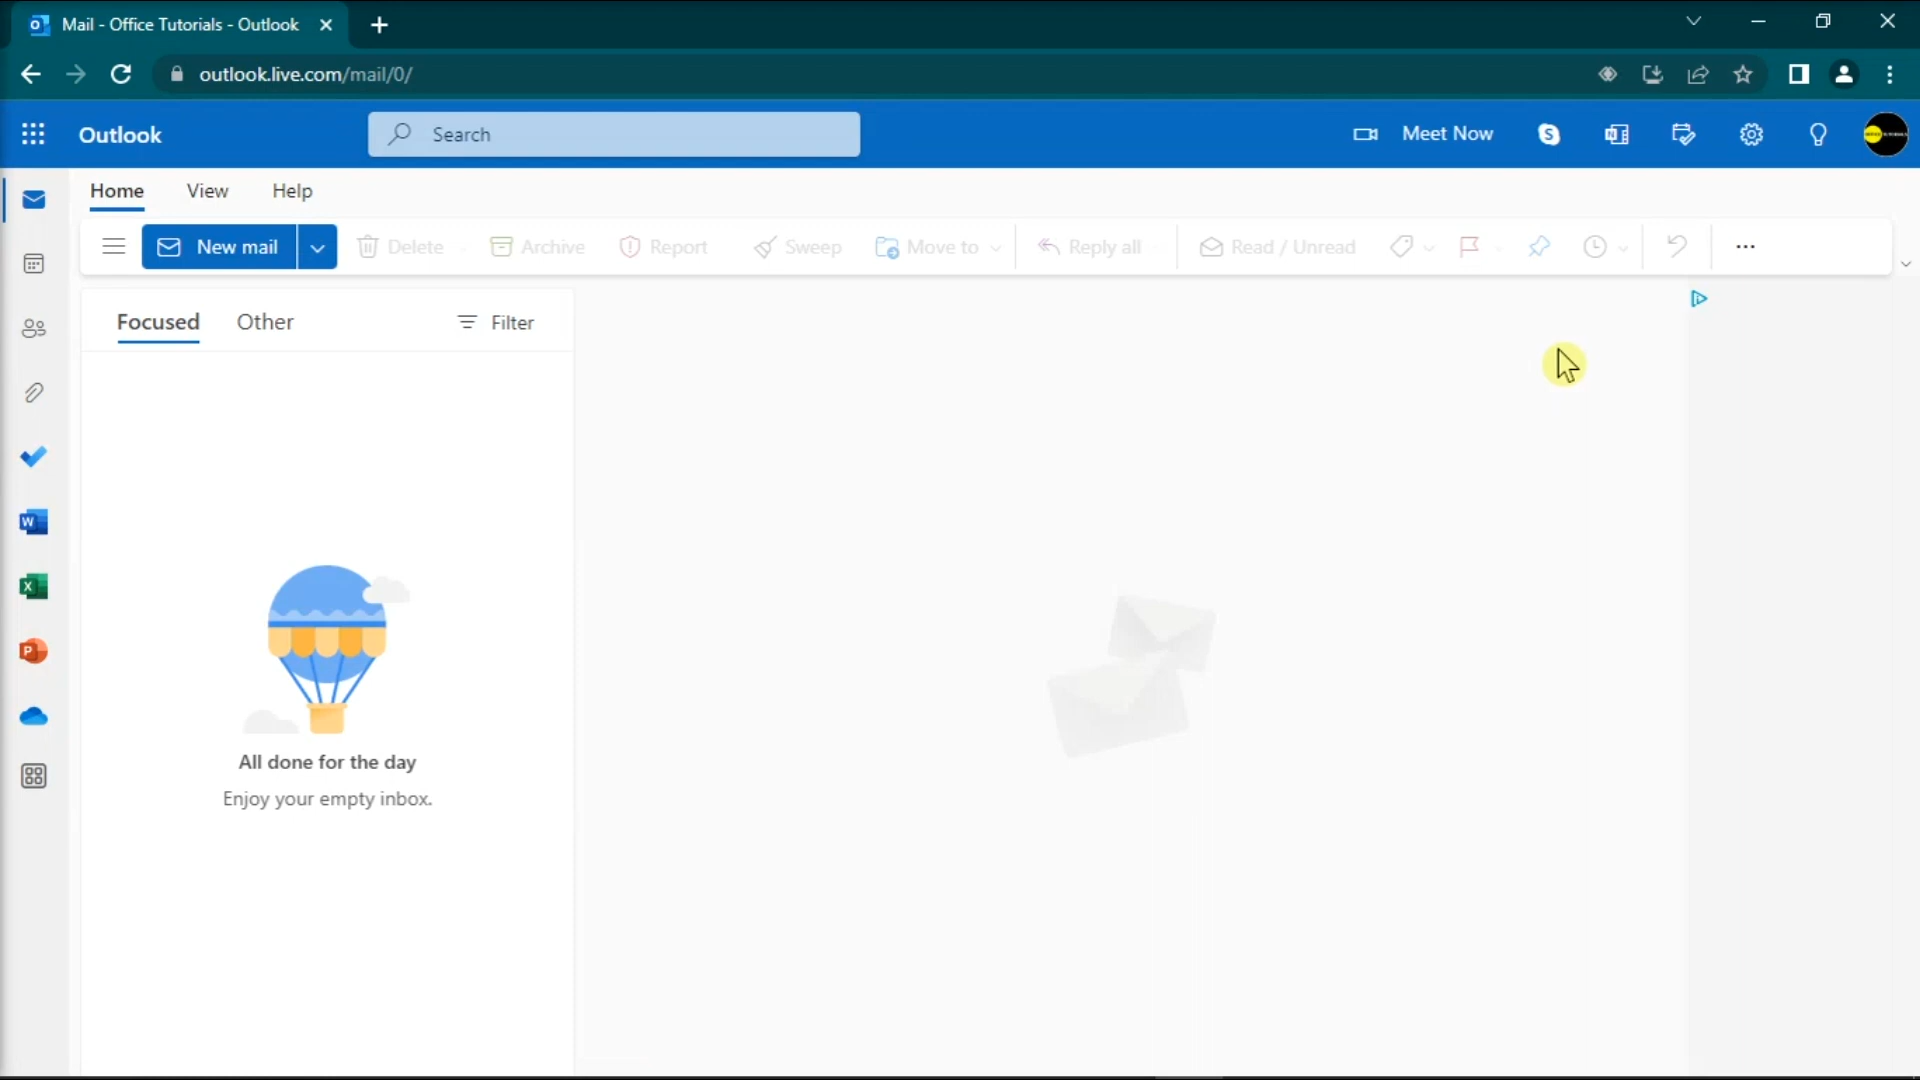 Mail - Office Tutorials - Outlook
outlook.live.com/mail/0/
Outlook
Search
Meet Now
Home View Help
New mail Delete Archive Report Sweep Move to Reply all Read / Unread
Focused Other Filter
All done for the day
Enjoy your empty inbox.